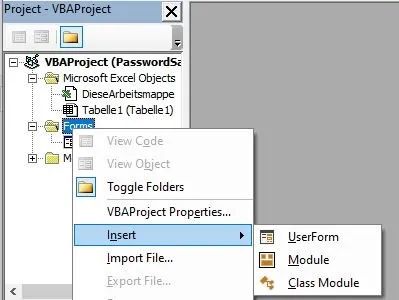 Project - VBAProject
VBAProject (PasswordSa
Microsoft Excel Objects
DieseArbeitsmappe
Tabelle1 (Tabelle1)
Forms
M
View Code
View Object
Toggle Folders
VBAProject Properties...
Insert
Import File...
Export File...
UserForm
Module
Class Module